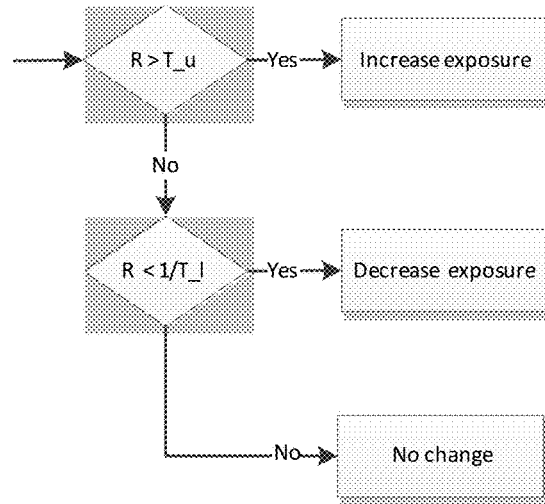 R > T_u
Yes
Increase exposure
No
R < 1/T_l
Yes
Decrease exposure
No
No change